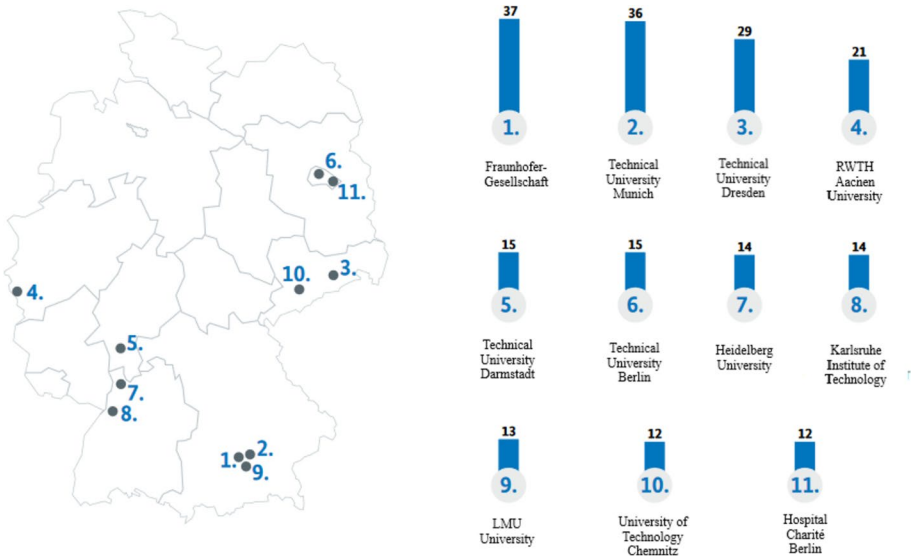 6.
11.
10.
3.
4.
5.
7.
8.
1.
2.
9.
37
36
29
21
1.
2.
3.
4.
Fraunhofer-
Gesellschaft
Technical
University
Munich
Technical
University
Dresden
RWTH
Aachen
University
15
15
14
14
5.
6.
7.
8.
Technical
University
Darmstadt
Technical
University
Berlin
Heidelberg
University
Karlsruhe
Institute of
Technology
13
12
12
9.
10.
11.
LMU
University
University of
Technology
Chemnitz
Hospital
Charité
Berlin